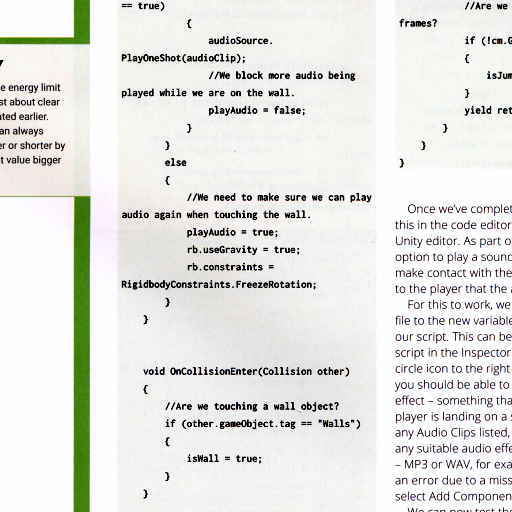 e energy limit
st about clear
ated earlier.
an always
er or shorter by
t value bigger
== true)
{
audioSource.
PlayOneShot(audioClip);
//We block more audio being
played while we are on the wall.
playAudio = false;
}
}
else
{
//We need to make sure we can play
audio again when touching the wall.
playAudio = true;
rb.useGravity = true;
rb.constraints =
RigidbodyConstraints.FreezeRotation;
}
}
void OnCollisionEnter(Collision other)
{
//Are we touching a wall object?
if (other.gameObject.tag == "Walls")
{
isWall = true;
}
}
//Are we
frames?
if (!cm.G
{
isJum
}
yield ret
}
}
}
Once we've complet
this in the code editor
Unity editor. As part of
option to play a sound
make contact with the
to the player that the a
For this to work, we
file to the new variable
our script. This can be
script in the Inspector
circle icon to the right
you should be able to
effect – something tha
player is landing on a s
any Audio Clips listed,
any suitable audio effe
– MP3 or WAV, for exa
an error due to a miss
select Add Componen
We can now test the